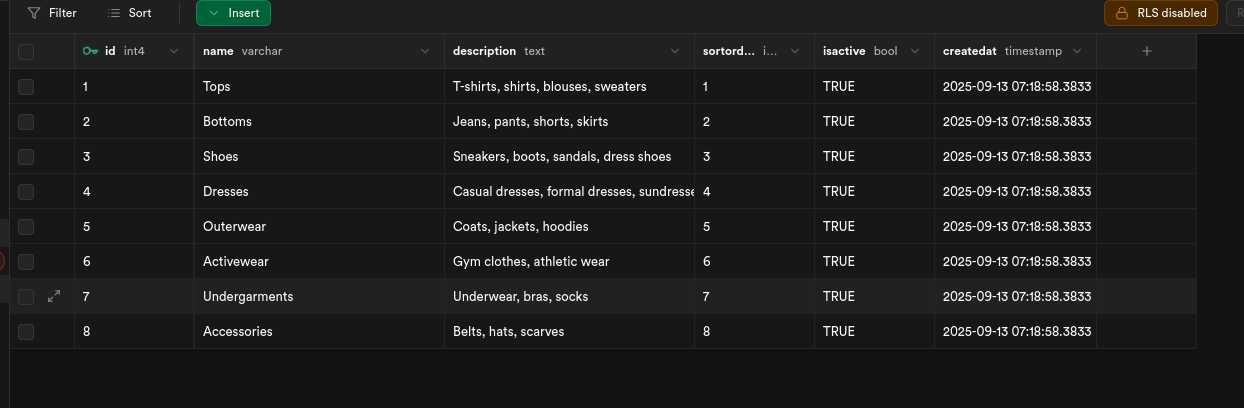 Filter Sort Insert RLS disabled R
id int4 name varchar description text sortord... i... isactive bool createdat timestamp
1 Tops T-shirts, shirts, blouses, sweaters 1 TRUE 2025-09-13 07:18:58.3833
2 Bottoms Jeans, pants, shorts, skirts 2 TRUE 2025-09-13 07:18:58.3833
3 Shoes Sneakers, boots, sandals, dress shoes 3 TRUE 2025-09-13 07:18:58.3833
4 Dresses Casual dresses, formal dresses, sundresse 4 TRUE 2025-09-13 07:18:58.3833
5 Outerwear Coats, jackets, hoodies 5 TRUE 2025-09-13 07:18:58.3833
6 Activewear Gym clothes, athletic wear 6 TRUE 2025-09-13 07:18:58.3833
7 Undergarments Underwear, bras, socks 7 TRUE 2025-09-13 07:18:58.3833
8 Accessories Belts, hats, scarves 8 TRUE 2025-09-13 07:18:58.3833